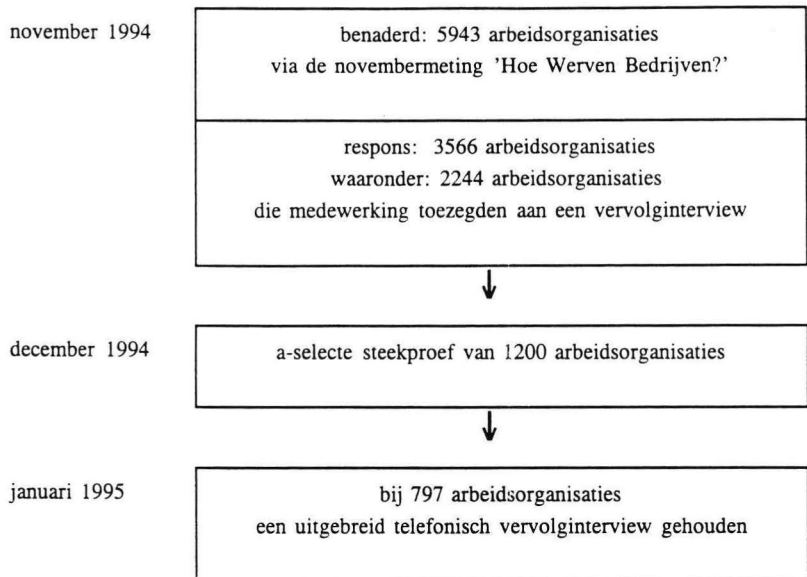 november 1994
benaderd: 5943 arbeidsorganisaties
via de novembermeting 'Hoe Werven Bedrijven?'
respons: 3566 arbeidsorganisaties
waaronder: 2244 arbeidsorganisaties
die medewerking toezegden aan een vervolginterview
december 1994
a-selecte steekproef van 1200 arbeidsorganisaties
januari 1995
bij 797 arbeidsorganisaties
een uitgebreid telefonisch vervolginterview gehouden